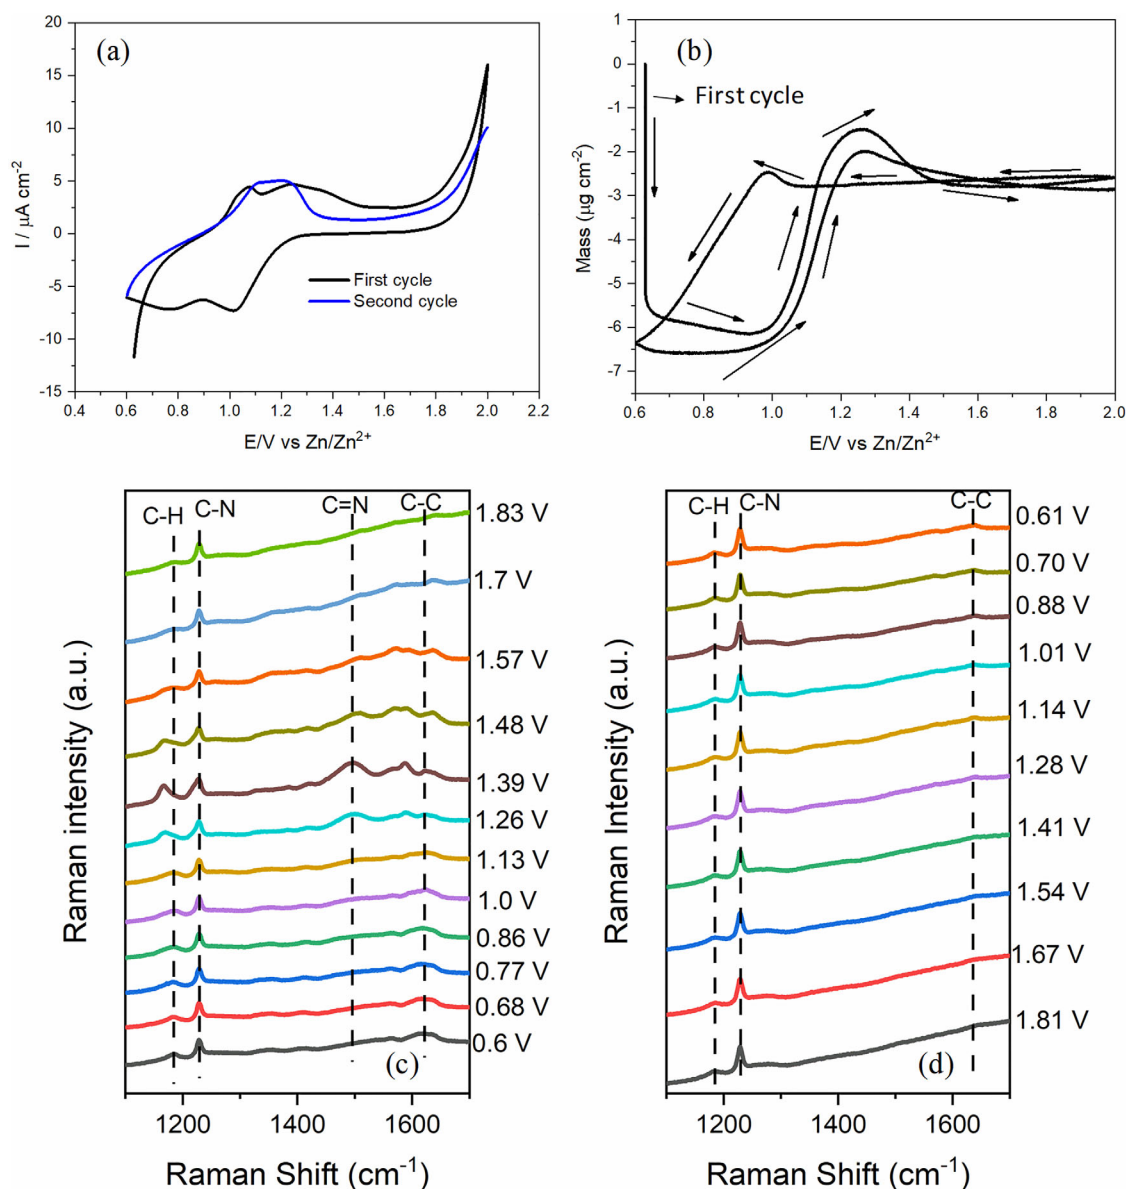 (a)
I / μA cm⁻²
20
15
10
5
0
-5
-10
-15
First cycle
Second cycle
0.4 0.6 0.8 1.0 1.2 1.4 1.6 1.8 2.0 2.2
E/V vs Zn/Zn²⁺
(b)
First cycle
Mass (μg cm⁻²)
1
0
-1
-2
-3
-4
-5
-6
-7
0.6 0.8 1.0 1.2 1.4 1.6 1.8 2.0
E/V vs Zn/Zn²⁺
C-H C-N C=N C-C
1.83 V
1.7 V
1.57 V
1.48 V
1.39 V
1.26 V
1.13 V
1.0 V
0.86 V
0.77 V
0.68 V
0.6 V
(c)
Raman intensity (a.u.)
1200 1400 1600
Raman Shift (cm⁻¹)
C-H C-N C-C
0.61 V
0.70 V
0.88 V
1.01 V
1.14 V
1.28 V
1.41 V
1.54 V
1.67 V
1.81 V
(d)
Raman Intensity (a.u.)
1200 1400 1600
Raman Shift (cm⁻¹)